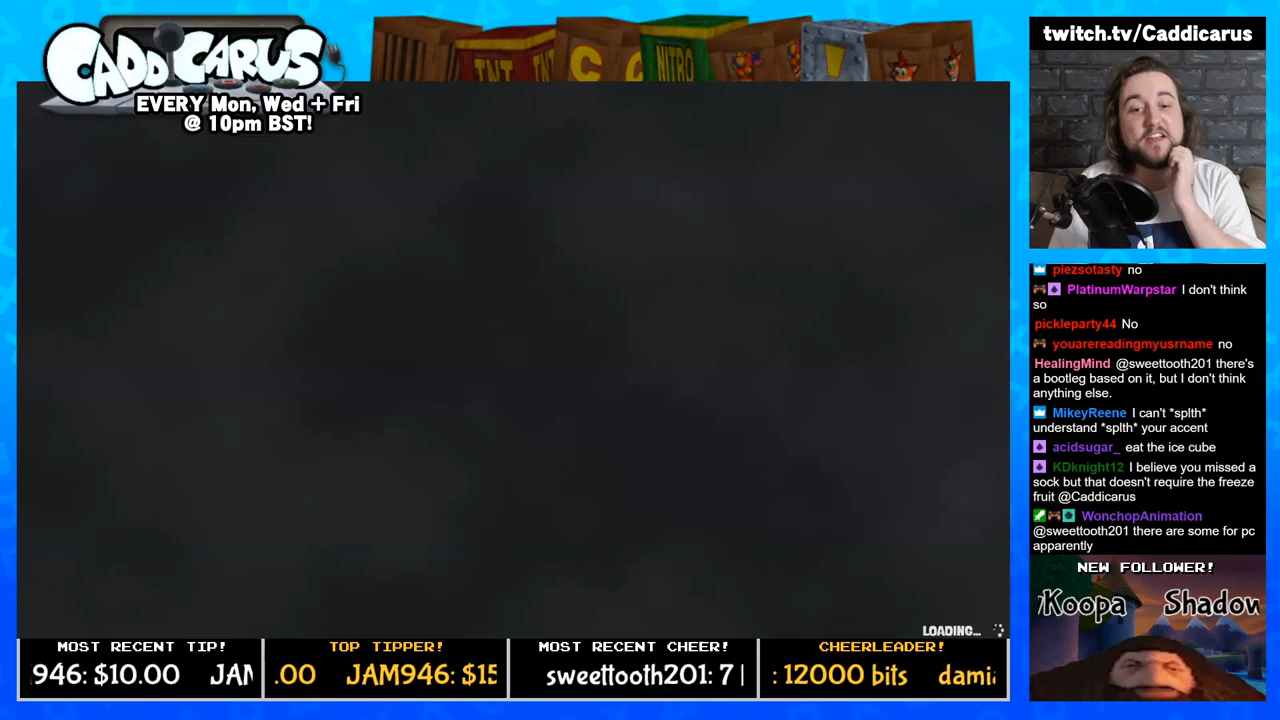 CADDICARUS
EVERY Mon, Wed + Fri
@ 10pm BST!
TNT
TNT
C
NITRO
twitch.tv/Caddicarus
piezsotasty no
PlatinumWarpstar I don't think
so
pickleparty44 No
youarereadingmyusrname no
HealingMind @sweettooth201 there's
a bootleg based on it, but I don't think
anything else.
MikeyReene I can't *splth*
understand *splth* your accent
acidsugar_ eat the ice cube
KDknight12 I believe you missed a
sock but that doesn't require the freeze
fruit @Caddicarus
WonchopAnimation
@sweettooth201 there are some for pc
apparently
NEW FOLLOWER!
Koopa Shadow
LOADING...
MOST RECENT TIP!
946: $10.00 JAM
TOP TIPPER!
.00 JAM946: $15
MOST RECENT CHEER!
sweettooth201: 7
CHEERLEADER!
: 12000 bits dami